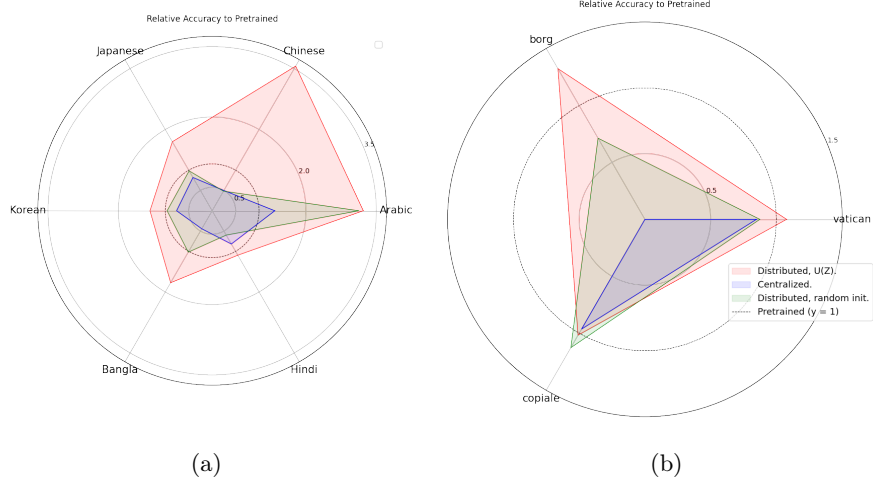 Relative Accuracy to Pretrained
Japanese
Chinese
3.5
2.0
0.5
Korean
Arabic
Bangla
Hindi
(a)
Relative Accuracy to Pretrained
borg
1.5
0.5
vatican
Distributed, U(Z).
Centralized.
Distributed, random init.
Pretrained (y = 1)
copiale
(b)